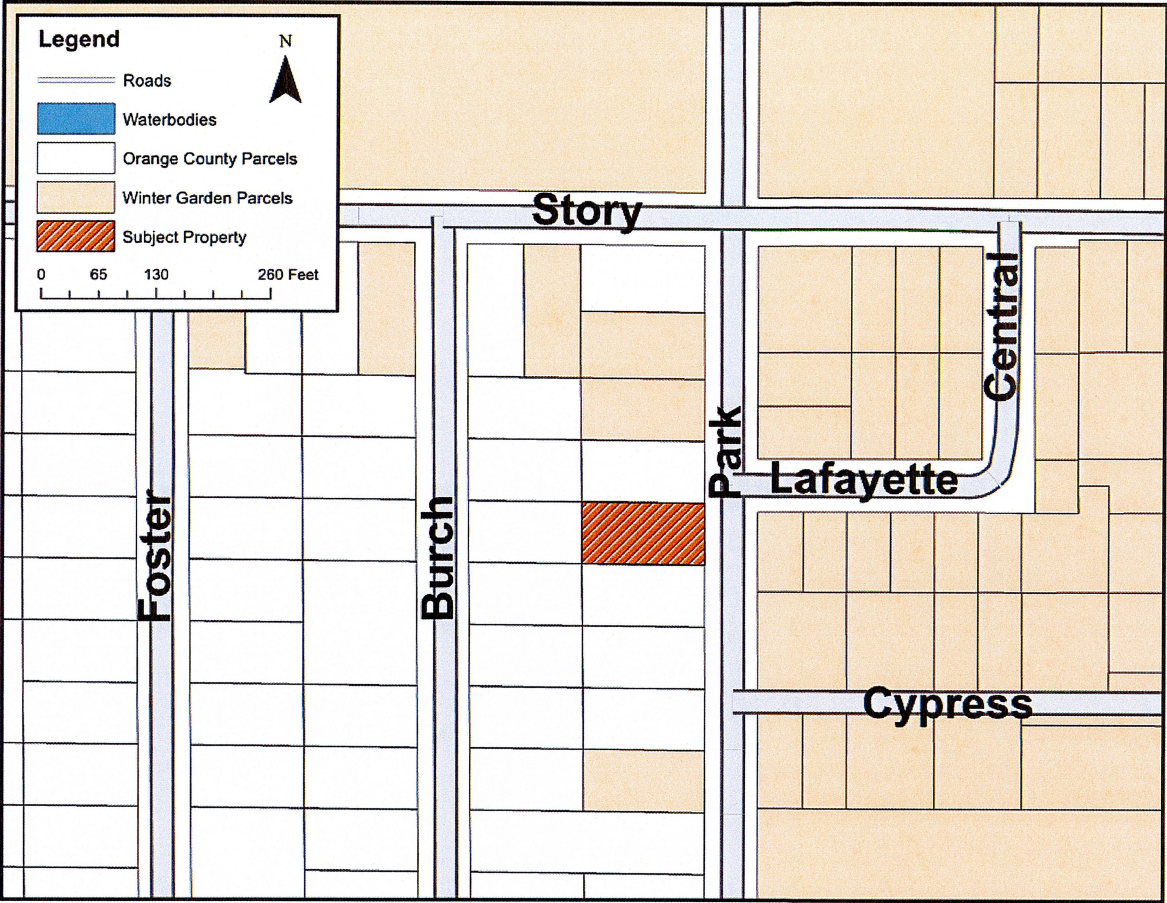 Legend
N
Roads
Waterbodies
Orange County Parcels
Winter Garden Parcels
Subject Property
0 65 130 260 Feet
Story
Central
Park
Lafayette
Foster
Burch
Cypress